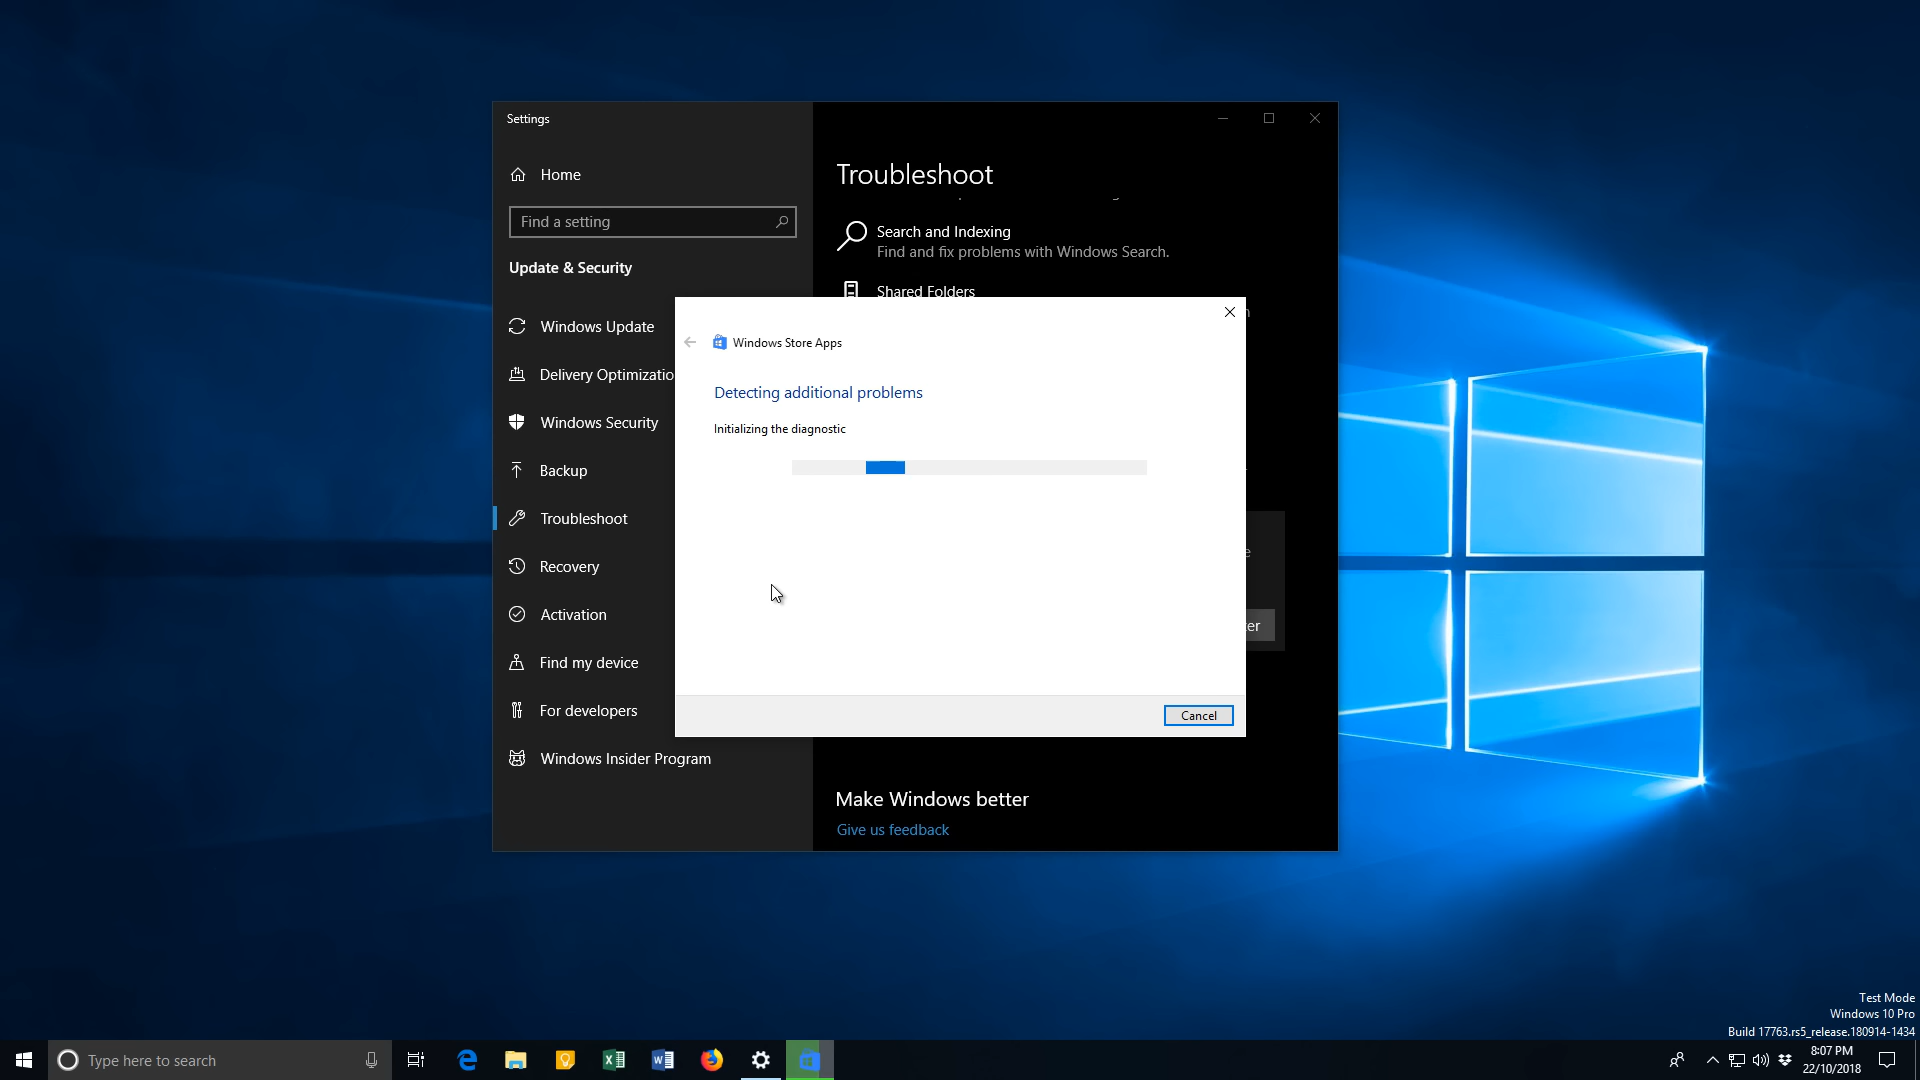 Settings
Home
Find a setting
Update & Security
Windows Update
Delivery Optimizatio
Windows Security
Backup
Troubleshoot
Recovery
Activation
Find my device
For developers
Windows Insider Program
Troubleshoot
Search and Indexing
Find and fix problems with Windows Search.
Shared Folders
Windows Store Apps
Detecting additional problems
Initializing the diagnostic
Cancel
Make Windows better
Give us feedback
Test Mode
Windows 10 Pro
Build 17763.rs5_release.180914-1434
Type here to search
8:07 PM
22/10/2018